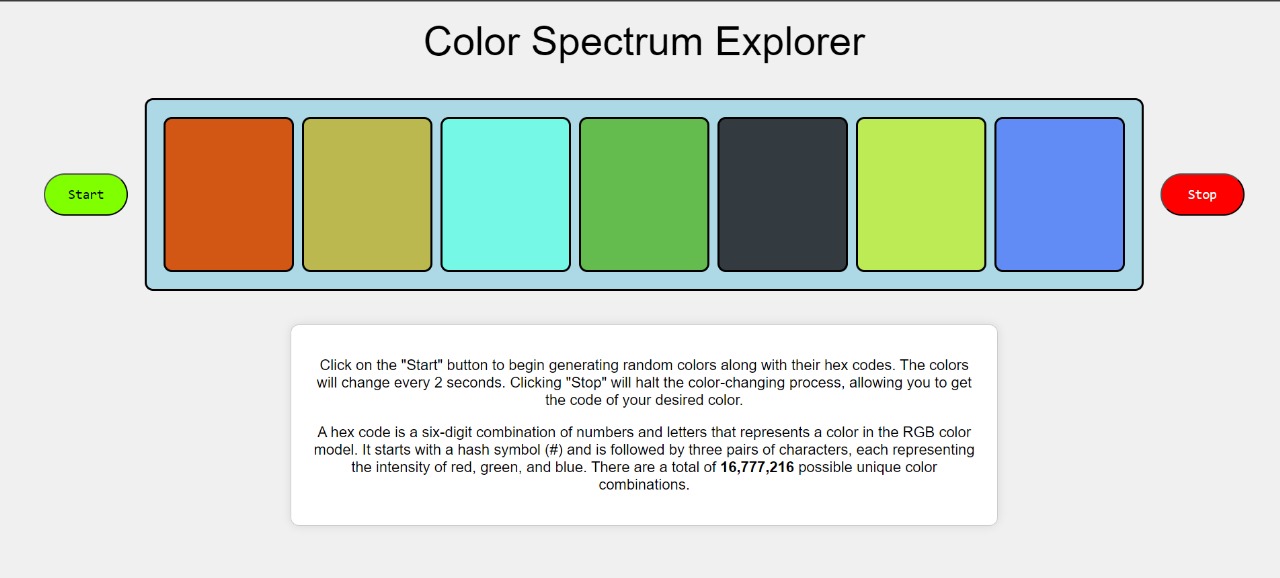 Color Spectrum Explorer
Start
Stop
Click on the "Start" button to begin generating random colors along with their hex codes. The colors
will change every 2 seconds. Clicking "Stop" will halt the color-changing process, allowing you to get
the code of your desired color.
A hex code is a six-digit combination of numbers and letters that represents a color in the RGB color
model. It starts with a hash symbol (#) and is followed by three pairs of characters, each representing
the intensity of red, green, and blue. There are a total of 16,777,216 possible unique color
combinations.